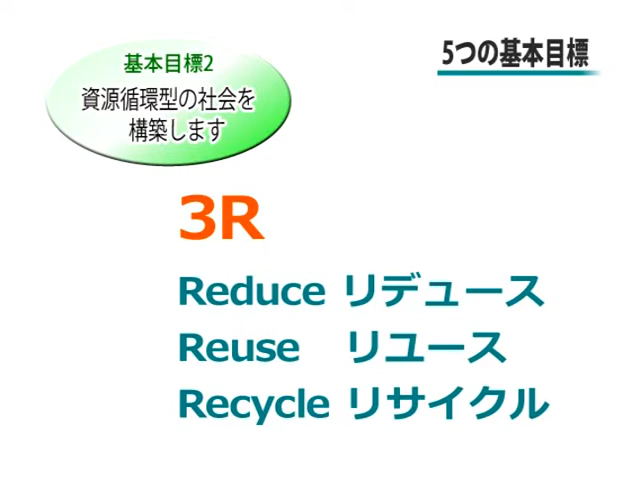 5つの基本目標
基本目標2
資源循環型の社会を
構築します
3R
Reduce リデュース
Reuse リユース
Recycle リサイクル